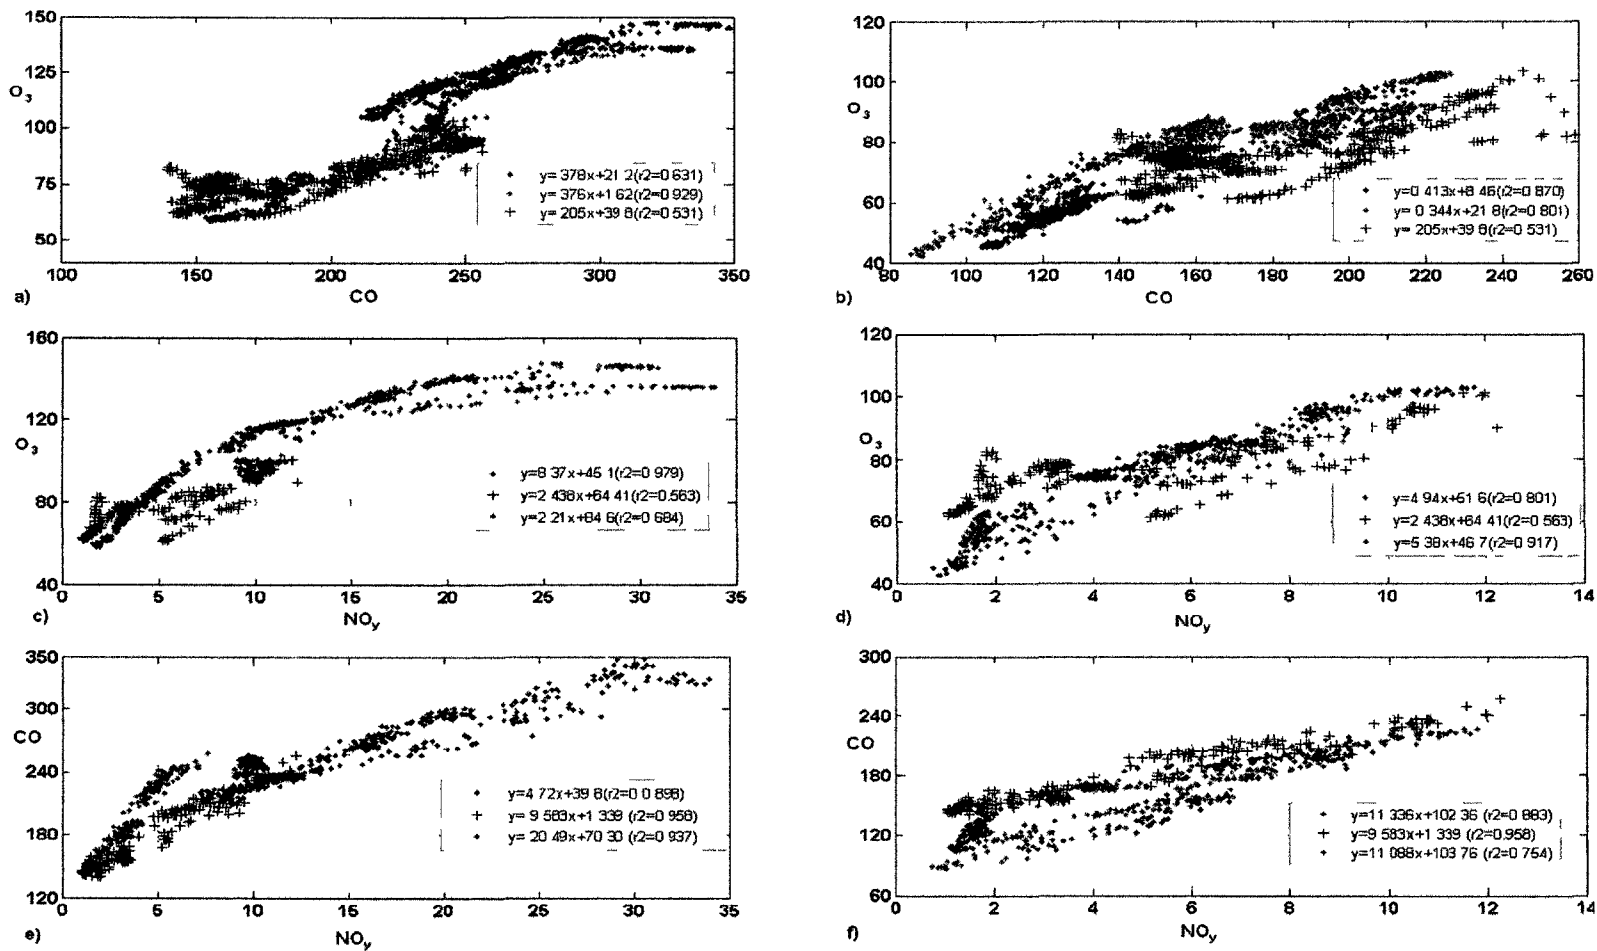 150
125
100
75
50
O3
100 150 200 250 300 350
CO
y= 378x+21 2(r2=0 631)
y= 376x+1 62(r2=0 929)
y= 205x+39 8(r2=0 531)
a)
120
100
80
60
40
O3
80 100 120 140 160 180 200 220 240 260
CO
y=0 413x+8 46(r2=0 870)
y= 0 344x+21 8(r2=0 801)
y= 205x+39 8(r2=0 531)
b)
160
120
80
40
O3
0 5 10 15 20 25 30 35
NOy
y=8 37x+45 1(r2=0 979)
y=2 438x+64 41(r2=0.563)
y=2 21x+84 6(r2=0 684)
c)
120
100
80
60
40
O3
0 2 4 6 8 10 12 14
NOy
y=4 94x+51 6(r2=0 801)
y=2 438x+64 41(r2=0 563)
y=5 38x+46 7(r2=0 917)
d)
350
300
240
180
120
CO
0 5 10 15 20 25 30 35
NOy
y=4 72x+39 8(r2=0 0 898)
y= 9 583x+1 339 (r2=0 958)
y= 20 49x+70 30 (r2=0 937)
e)
300
240
180
120
60
CO
0 2 4 6 8 10 12 14
NOy
y=11 336x+102 36 (r2=0 883)
y=9 583x+1 339 (r2=0.958)
y=11 088x+103 76 (r2=0 754)
f)